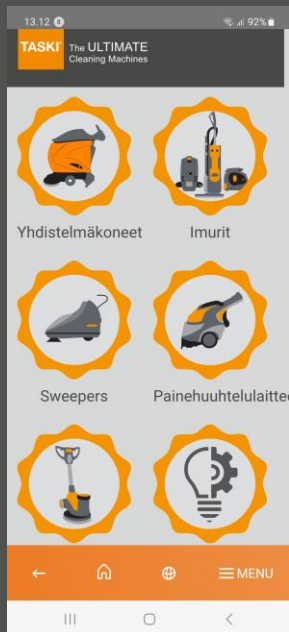 13.12
92%
TASKI
The ULTIMATE
Cleaning Machines
Yhdistelmäkoneet
Imurit
Sweepers
Painehuuhtelulaittee
MENU